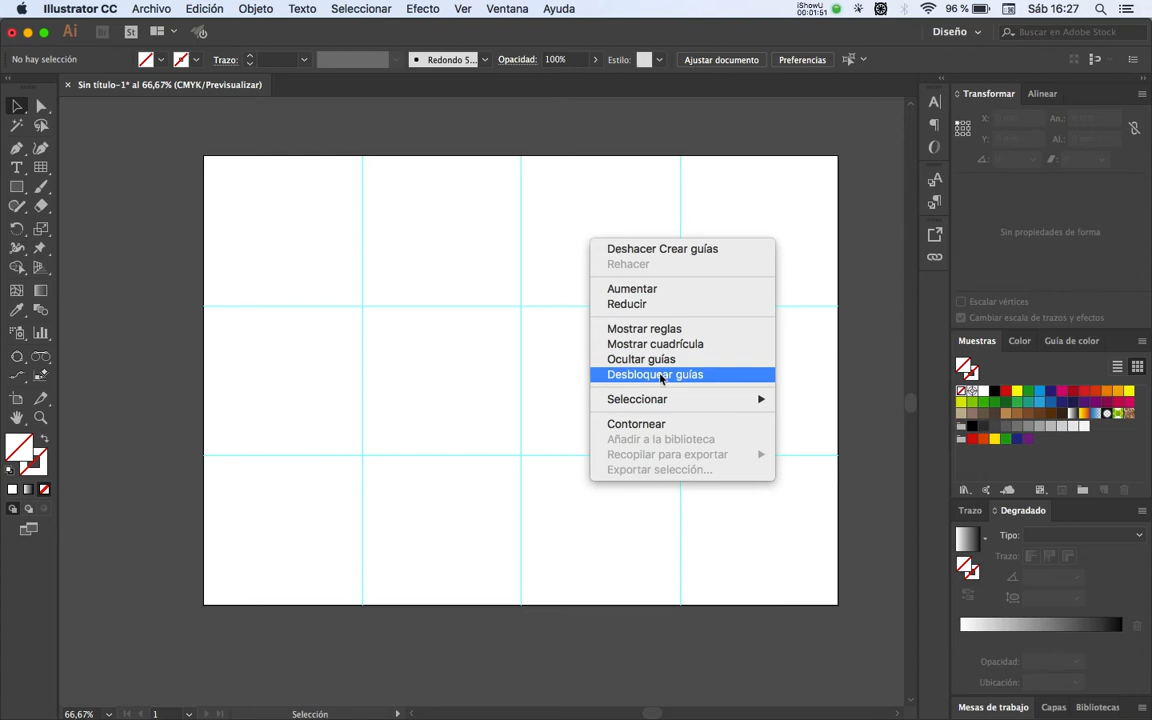 Illustrator CC Archivo Edición Objeto Texto Seleccionar Efecto Ver Ventana Ayuda
iShowU
00:01:51
96 %
Sáb 16:27
Ai
Br
St
Diseño
Buscar en Adobe Stock
No hay selección
Trazo:
Redondo 5...
Opacidad:
100%
Estilo:
Ajustar documento
Preferencias
Sin título-1* al 66,67% (CMYK/Previsualizar)
Transformar
Alinear
X:
An.:
Y:
Al.:
Sin propiedades de forma
Escalar vértices
Cambiar escala de trazos y efectos
Deshacer Crear guías
Rehacer
Aumentar
Reducir
Mostrar reglas
Mostrar cuadrícula
Ocultar guías
Desbloquear guías
Seleccionar
Contornear
Añadir a la biblioteca
Recopilar para exportar
Exportar selección...
Muestras
Color
Guía de color
Trazo
Degradado
Tipo:
Trazo:
Opacidad:
Ubicación:
Mesas de trabajo
Capas
Bibliotecas
66,67%
1
Selección